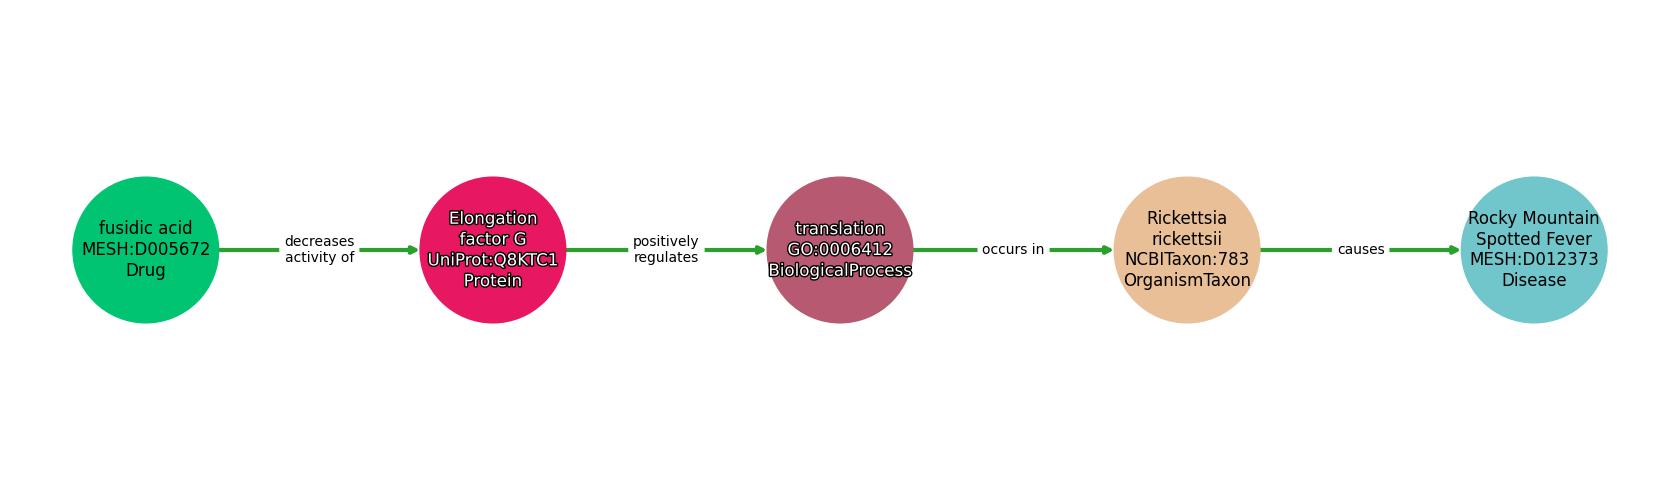 fusidic acid
MESH:D005672
Drug
decreases
activity of
Elongation
factor G
UniProt:Q8KTC1
Protein
positively
regulates
translation
GO:0006412
BiologicalProcess
occurs in
Rickettsia
rickettsii
NCBITaxon:783
OrganismTaxon
causes
Rocky Mountain
Spotted Fever
MESH:D012373
Disease